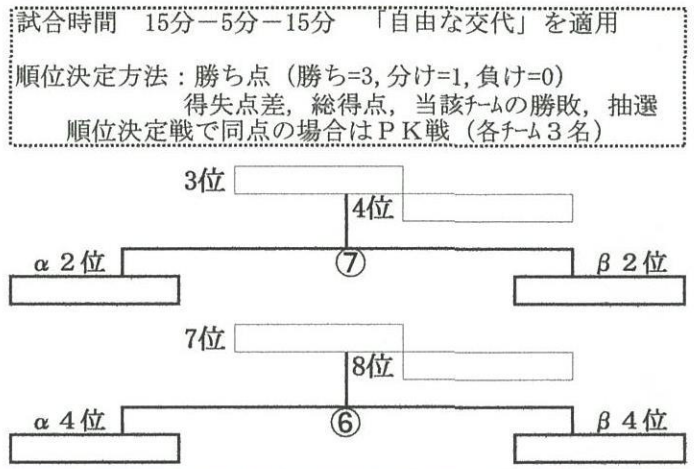 試合時間　15分－5分－15分　「自由な交代」を適用
順位決定方法：勝ち点（勝ち=3, 分け=1, 負け=0）
得失点差，総得点，当該ﾁｰﾑの勝敗，抽選
順位決定戦で同点の場合はＰＫ戦（各ﾁｰﾑ３名）
3位
4位
α２位
⑦
β２位
7位
8位
α４位
⑥
β４位